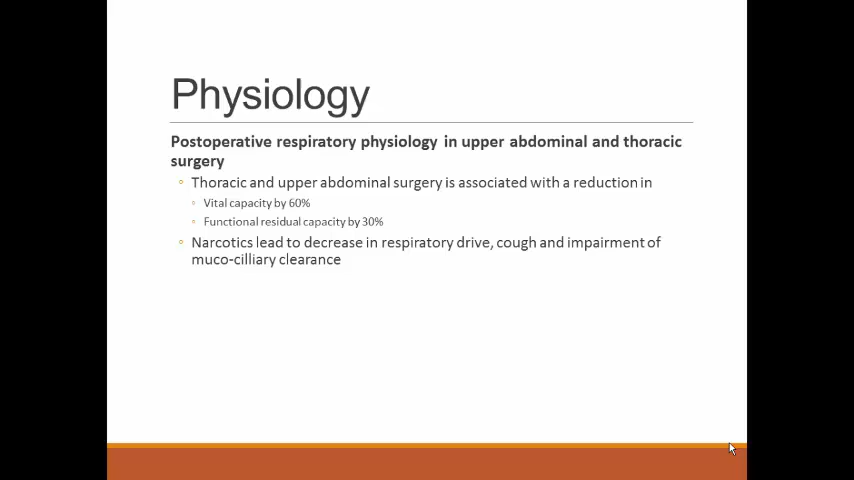 Physiology
Postoperative respiratory physiology in upper abdominal and thoracic
surgery
Thoracic and upper abdominal surgery is associated with a reduction in
Vital capacity by 60%
Functional residual capacity by 30%
Narcotics lead to decrease in respiratory drive, cough and impairment of
muco-cilliary clearance